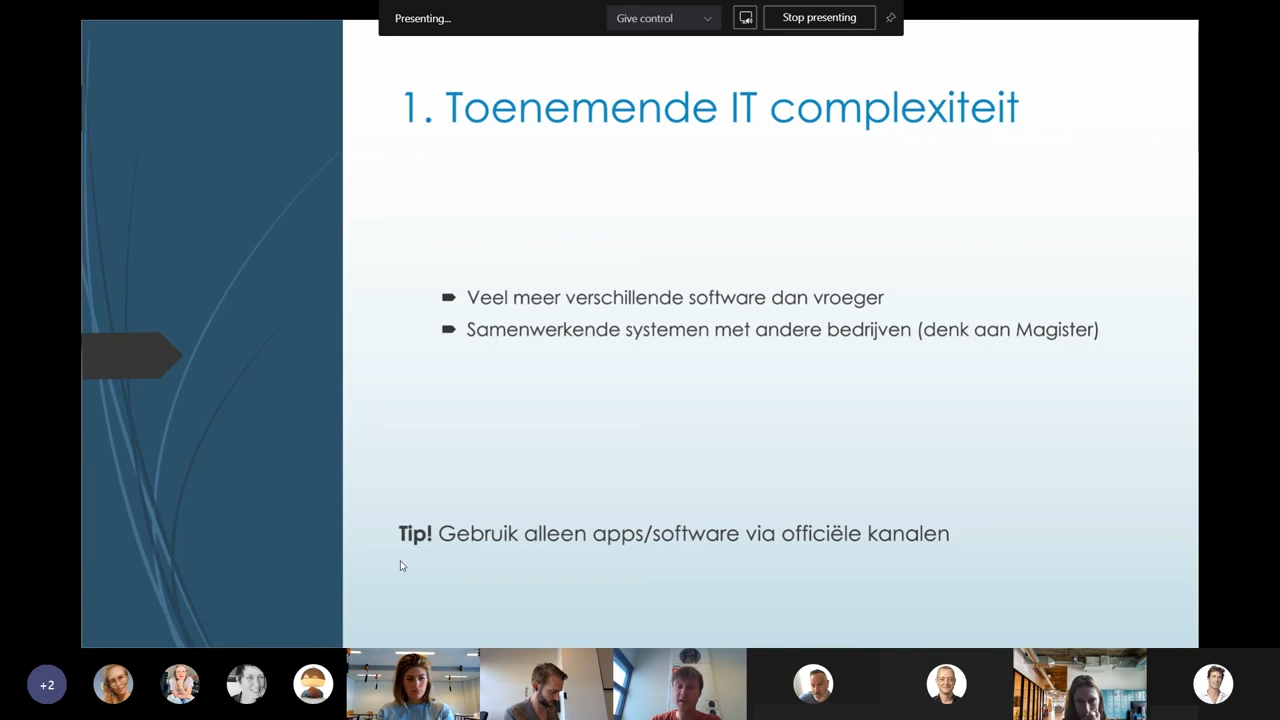 Presenting...
Give control
Stop presenting
1. Toenemende IT complexiteit
Veel meer verschillende software dan vroeger
Samenwerkende systemen met andere bedrijven (denk aan Magister)
Tip! Gebruik alleen apps/software via officiële kanalen
+2